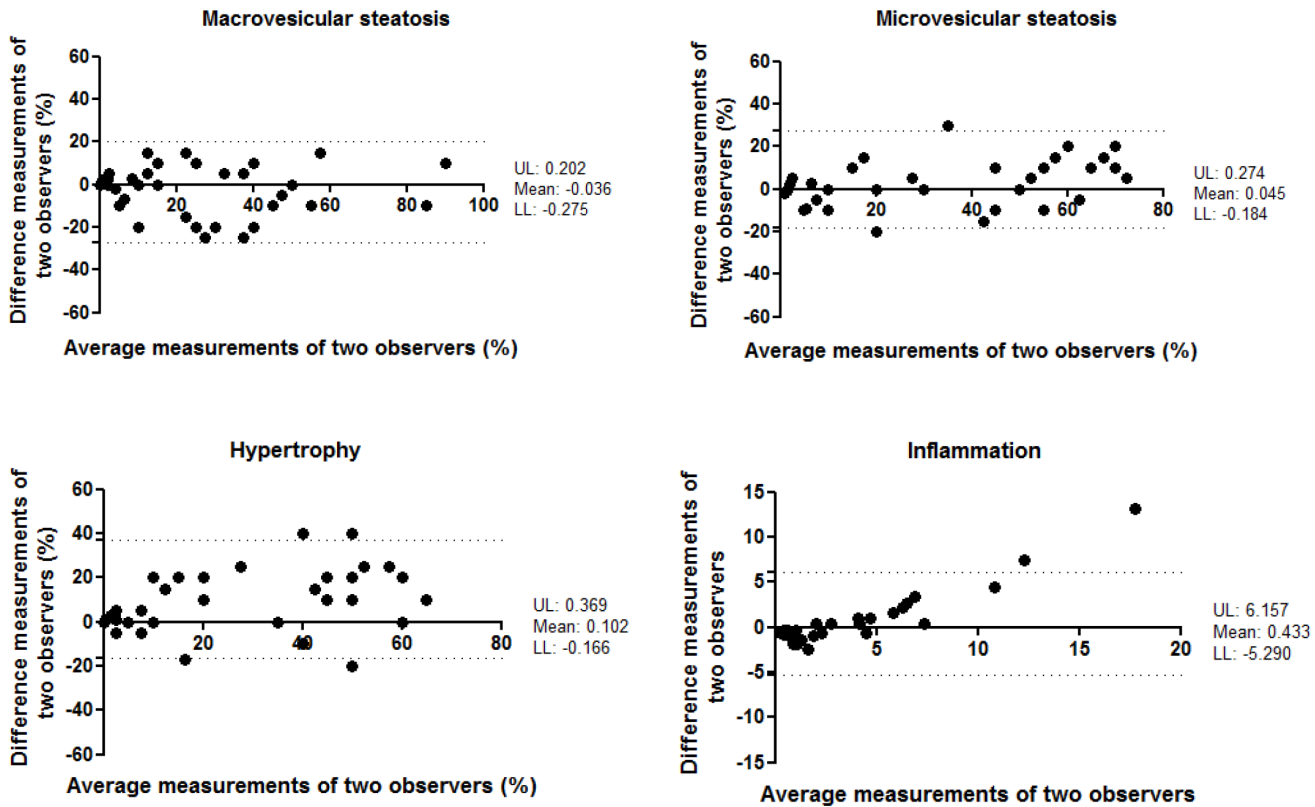 Macrovesicular steatosis
Difference measurements of
two observers (%)
60
40
20
0
-20
-40
-60
20
40
60
80
100
Average measurements of two observers (%)
UL: 0.202
Mean: -0.036
LL: -0.275
Microvesicular steatosis
Difference measurements of
two observers (%)
60
40
20
0
-20
-40
-60
20
40
60
80
Average measurements of two observers (%)
UL: 0.274
Mean: 0.045
LL: -0.184
Hypertrophy
Difference measurements of
two observers (%)
60
40
20
0
-20
-40
-60
20
40
60
80
Average measurements of two observers (%)
UL: 0.369
Mean: 0.102
LL: -0.166
Inflammation
Difference measurements of
two observers
15
10
5
0
-5
-10
-15
5
10
15
20
Average measurements of two observers
UL: 6.157
Mean: 0.433
LL: -5.290